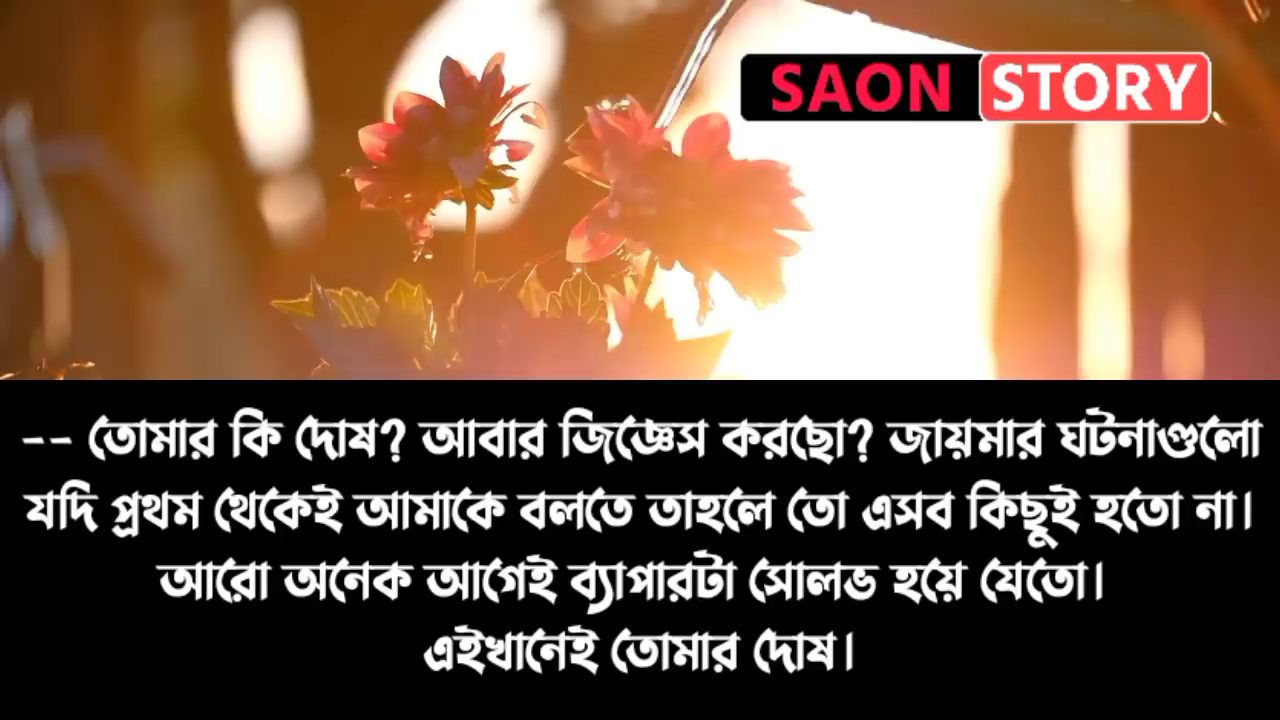 SAON STORY
-- তোমার কি দোষ? আবার জিজ্ঞেস করছো? জায়মার ঘটনাগুলো
যদি প্রথম থেকেই আমাকে বলতে তাহলে তো এসব কিছুই হতো না।
আরো অনেক আগেই ব্যাপারটা সোলভ হয়ে যেতো।
এইখানেই তোমার দোষ।